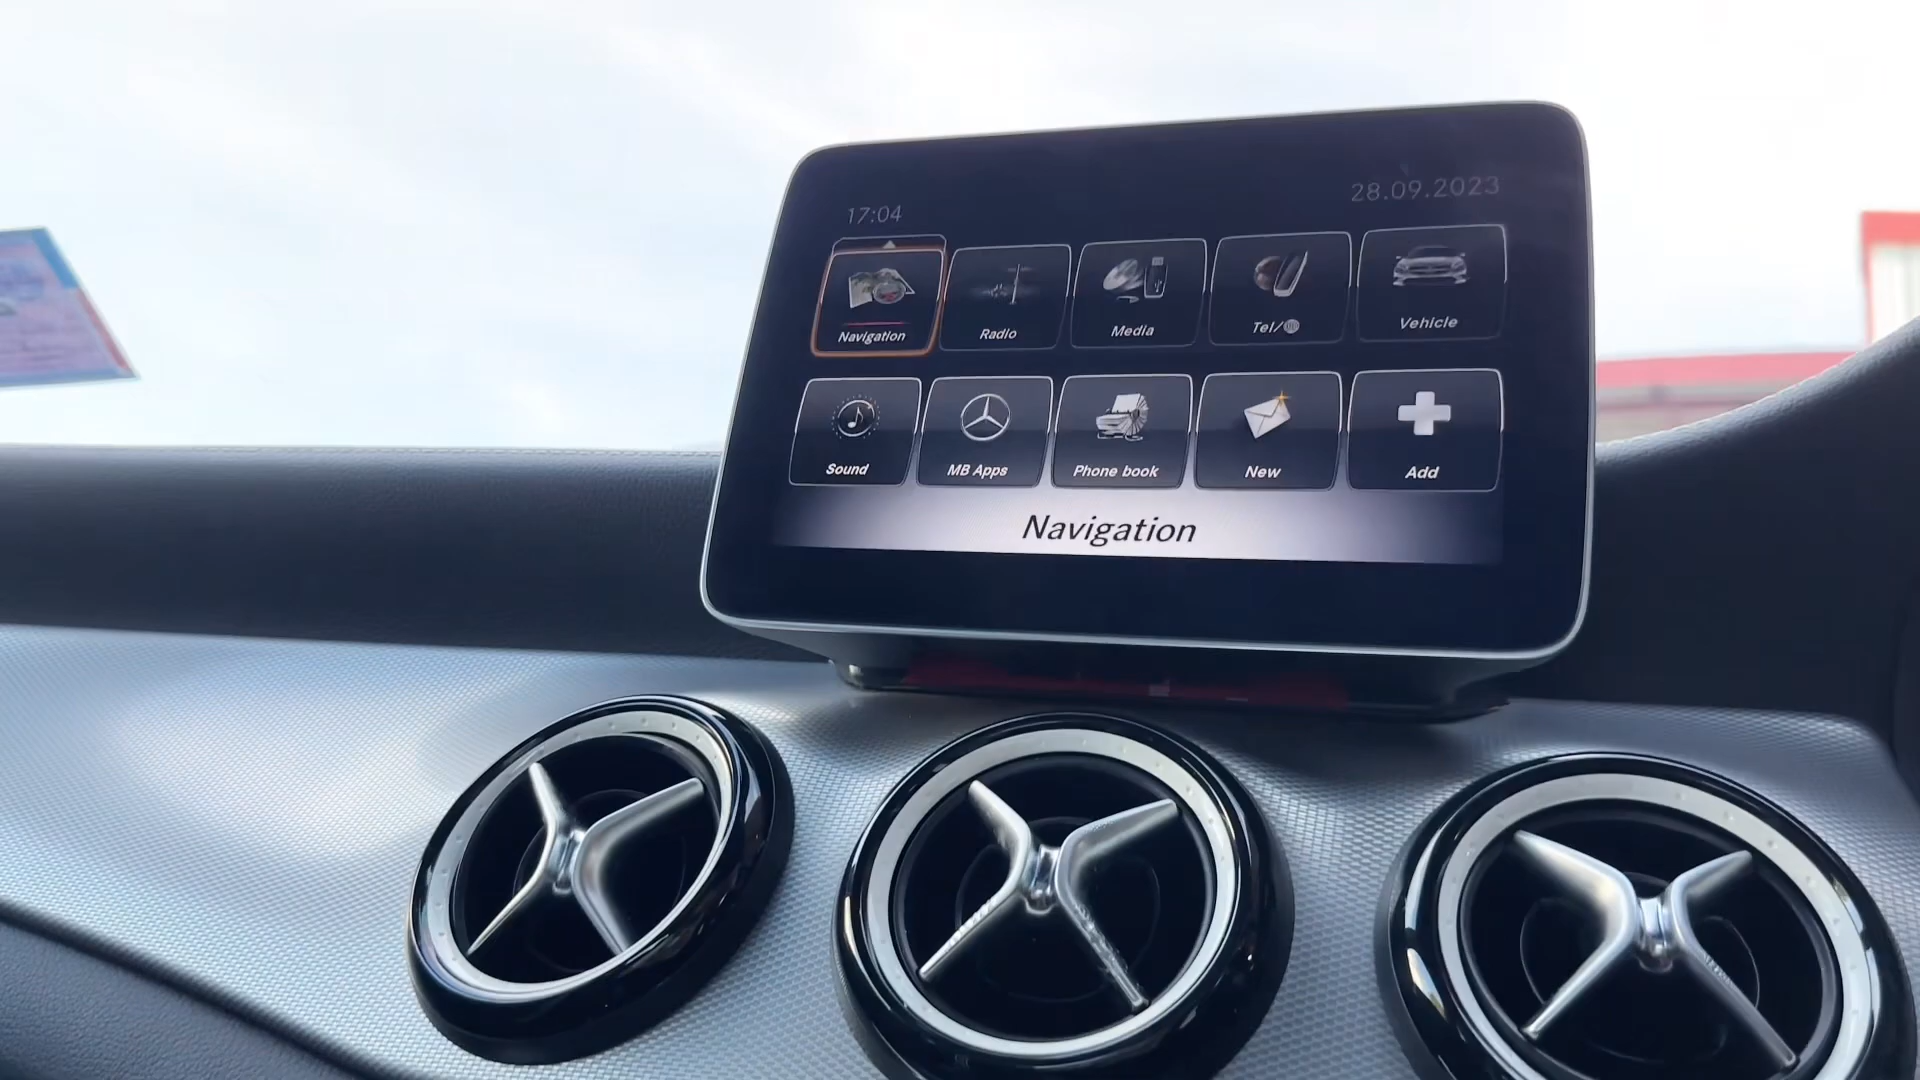 17:04
28.09.2023
Navigation
Radio
Media
Tel/
Vehicle
Sound
MB Apps
Phone book
New
Add
Navigation